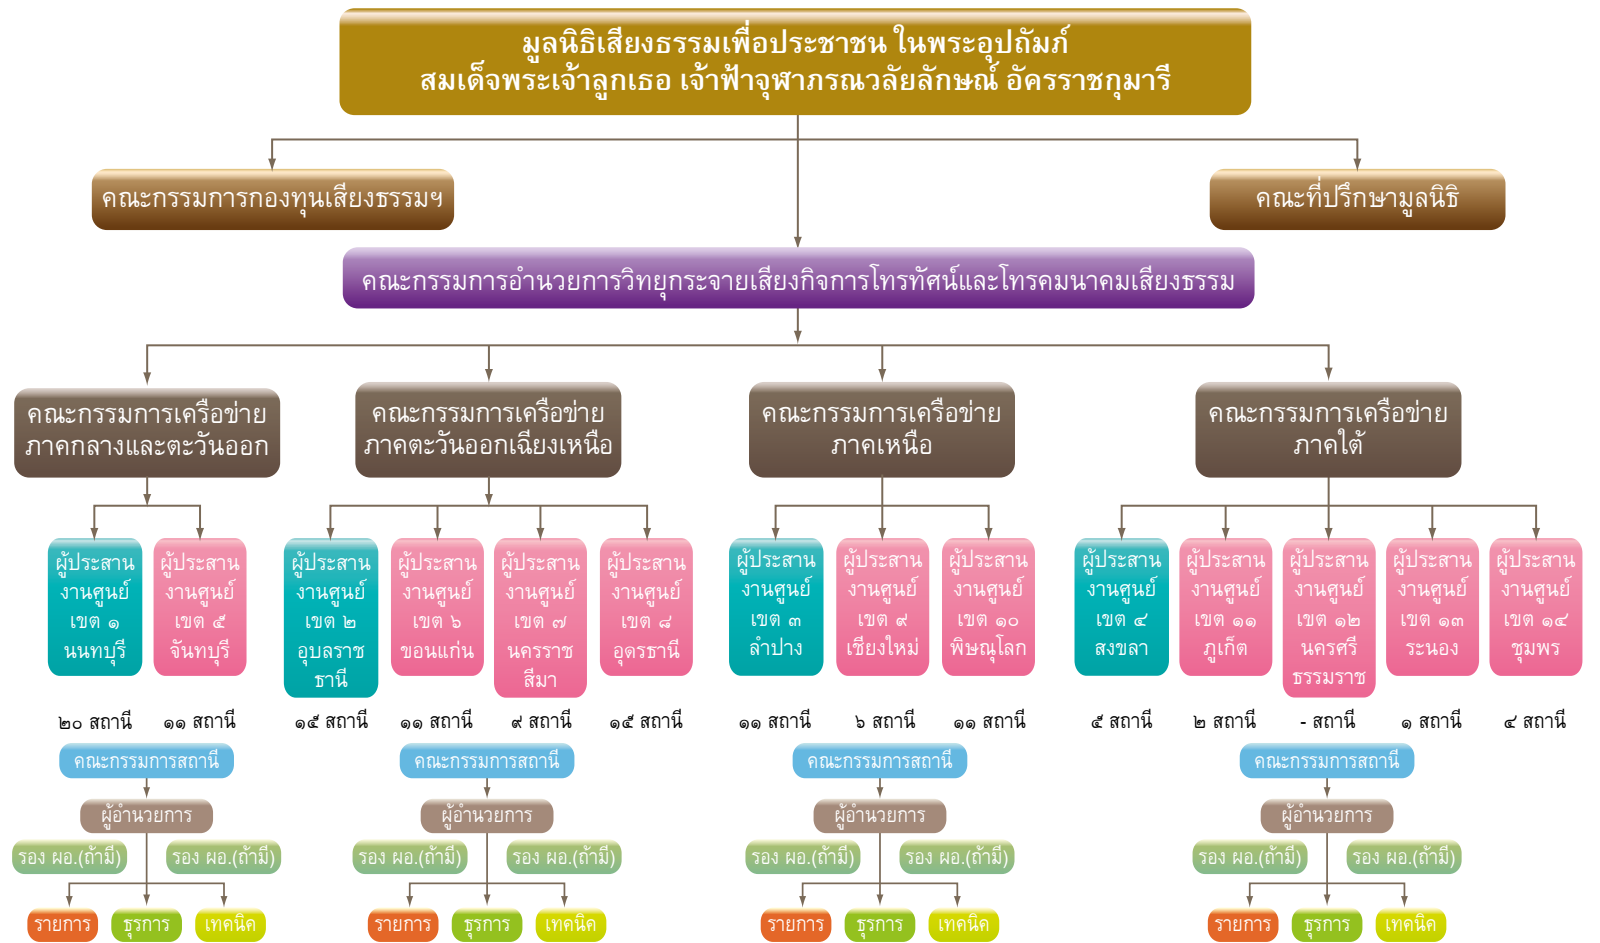 มูลนิธิเสียงธรรมเพื่อประชาชน ในพระอุปถัมภ์
สมเด็จพระเจ้าลูกเธอ เจ้าฟ้าจุฬาภรณวลัยลักษณ์ อัครราชกุมารี
คณะกรรมการกองทุนเสียงธรรมฯ
คณะที่ปรึกษามูลนิธิ
คณะกรรมการอำนวยการวิทยุกระจายเสียงกิจการโทรทัศน์และโทรคมนาคมเสียงธรรม
คณะกรรมการเครือข่าย
ภาคกลางและตะวันออก
คณะกรรมการเครือข่าย
ภาคตะวันออกเฉียงเหนือ
คณะกรรมการเครือข่าย
ภาคเหนือ
คณะกรรมการเครือข่าย
ภาคใต้
ผู้ประสาน
งานศูนย์
เขต ๑
นนทบุรี
ผู้ประสาน
งานศูนย์
เขต ๕
จันทบุรี
ผู้ประสาน
งานศูนย์
เขต ๒
อุบลราช
ธานี
ผู้ประสาน
งานศูนย์
เขต ๖
ขอนแก่น
ผู้ประสาน
งานศูนย์
เขต ๗
นครราช
สีมา
ผู้ประสาน
งานศูนย์
เขต ๘
อุดรธานี
ผู้ประสาน
งานศูนย์
เขต ๓
ลำปาง
ผู้ประสาน
งานศูนย์
เขต ๙
เชียงใหม่
ผู้ประสาน
งานศูนย์
เขต ๑๐
พิษณุโลก
ผู้ประสาน
งานศูนย์
เขต ๔
สงขลา
ผู้ประสาน
งานศูนย์
เขต ๑๑
ภูเก็ต
ผู้ประสาน
งานศูนย์
เขต ๑๒
นครศรี
ธรรมราช
ผู้ประสาน
งานศูนย์
เขต ๑๓
ระนอง
ผู้ประสาน
งานศูนย์
เขต ๑๔
ชุมพร
๒๐ สถานี
๑๑ สถานี
๑๕ สถานี
๑๑ สถานี
๙ สถานี
๑๕ สถานี
๑๑ สถานี
๖ สถานี
๑๑ สถานี
๕ สถานี
๒ สถานี
- สถานี
๑ สถานี
๔ สถานี
คณะกรรมการสถานี
ผู้อำนวยการ
รอง ผอ.(ถ้ามี)
รอง ผอ.(ถ้ามี)
รายการ
ธุรการ
เทคนิค
คณะกรรมการสถานี
ผู้อำนวยการ
รอง ผอ.(ถ้ามี)
รอง ผอ.(ถ้ามี)
รายการ
ธุรการ
เทคนิค
คณะกรรมการสถานี
ผู้อำนวยการ
รอง ผอ.(ถ้ามี)
รอง ผอ.(ถ้ามี)
รายการ
ธุรการ
เทคนิค
คณะกรรมการสถานี
ผู้อำนวยการ
รอง ผอ.(ถ้ามี)
รอง ผอ.(ถ้ามี)
รายการ
ธุรการ
เทคนิค